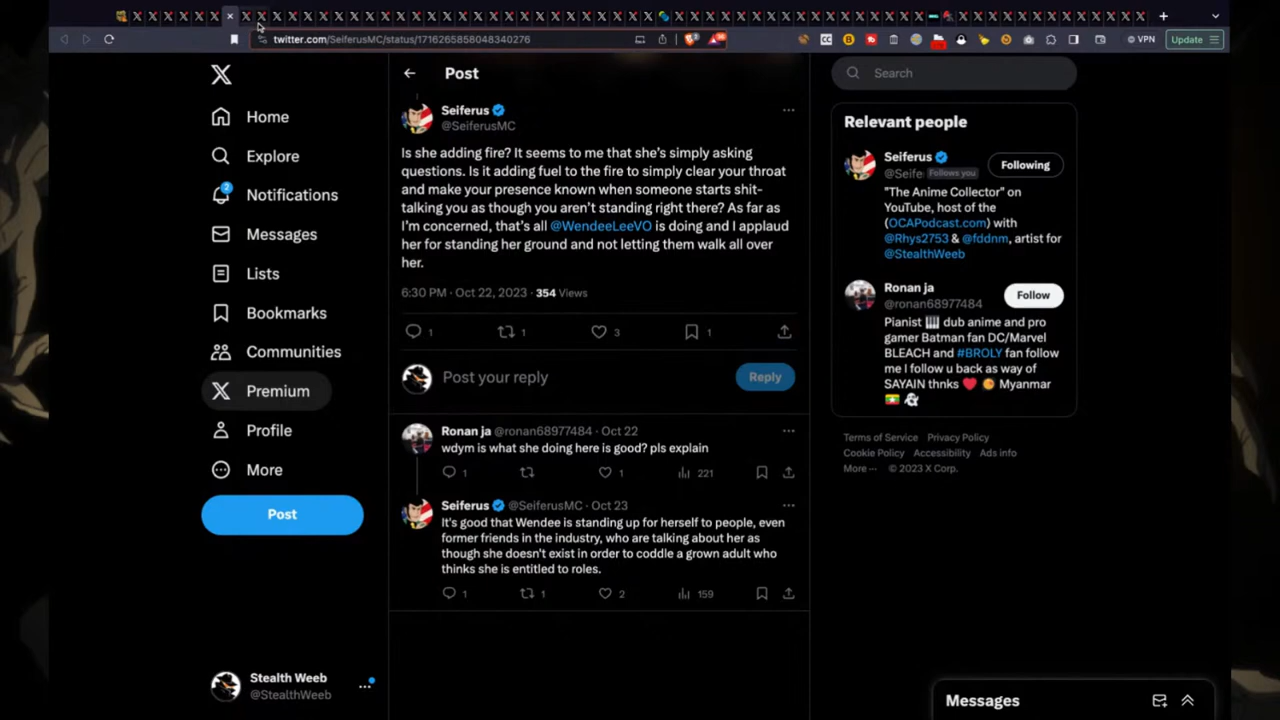 twitter.com/SeiferusMC/status/1716265858048340276
VPN
Update
Home
Explore
2
Notifications
Messages
Lists
Bookmarks
Communities
Premium
Profile
More
Post
Stealth Weeb
@StealthWeeb
Post
Seiferus
@SeiferusMC
Is she adding fire? It seems to me that she's simply asking
questions. Is it adding fuel to the fire to simply clear your throat
and make your presence known when someone starts shit-
talking you as though you aren't standing right there? As far as
I'm concerned, that's all @WendeeLeeVO is doing and I applaud
her for standing her ground and not letting them walk all over
her.
6:30 PM · Oct 22, 2023 · 354 Views
1 1 3 1
Post your reply
Reply
Ronan ja @ronan68977484 · Oct 22
wdym is what she doing here is good? pls explain
1 1 221
Seiferus @SeiferusMC · Oct 23
It's good that Wendee is standing up for herself to people, even
former friends in the industry, who are talking about her as
though she doesn't exist in order to coddle a grown adult who
thinks she is entitled to roles.
1 1 2 159
Search
Relevant people
Seiferus
@Seife Follows you
Following
"The Anime Collector" on
YouTube, host of the
(OCAPodcast.com) with
@Rhys2753 & @fddnm, artist for
@StealthWeeb
Ronan ja
@ronan68977484
Follow
Pianist 🎹 dub anime and pro
gamer Batman fan DC/Marvel
BLEACH and #BROLY fan follow
me I follow u back as way of
SAYAIN thnks ❤️ Myanmar
Terms of Service Privacy Policy
Cookie Policy Accessibility Ads info
More ··· © 2023 X Corp.
Messages